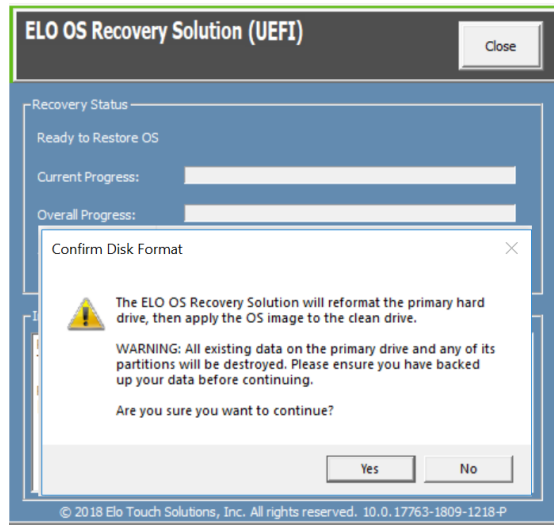 ELO OS Recovery Solution (UEFI)
Close
Recovery Status
Ready to Restore OS
Current Progress:
Overall Progress:
Confirm Disk Format
The ELO OS Recovery Solution will reformat the primary hard
drive, then apply the OS image to the clean drive.
WARNING: All existing data on the primary drive and any of its
partitions will be destroyed. Please ensure you have backed
up your data before continuing.
Are you sure you want to continue?
Yes
No
© 2018 Elo Touch Solutions, Inc. All rights reserved. 10.0.17763-1809-1218-P